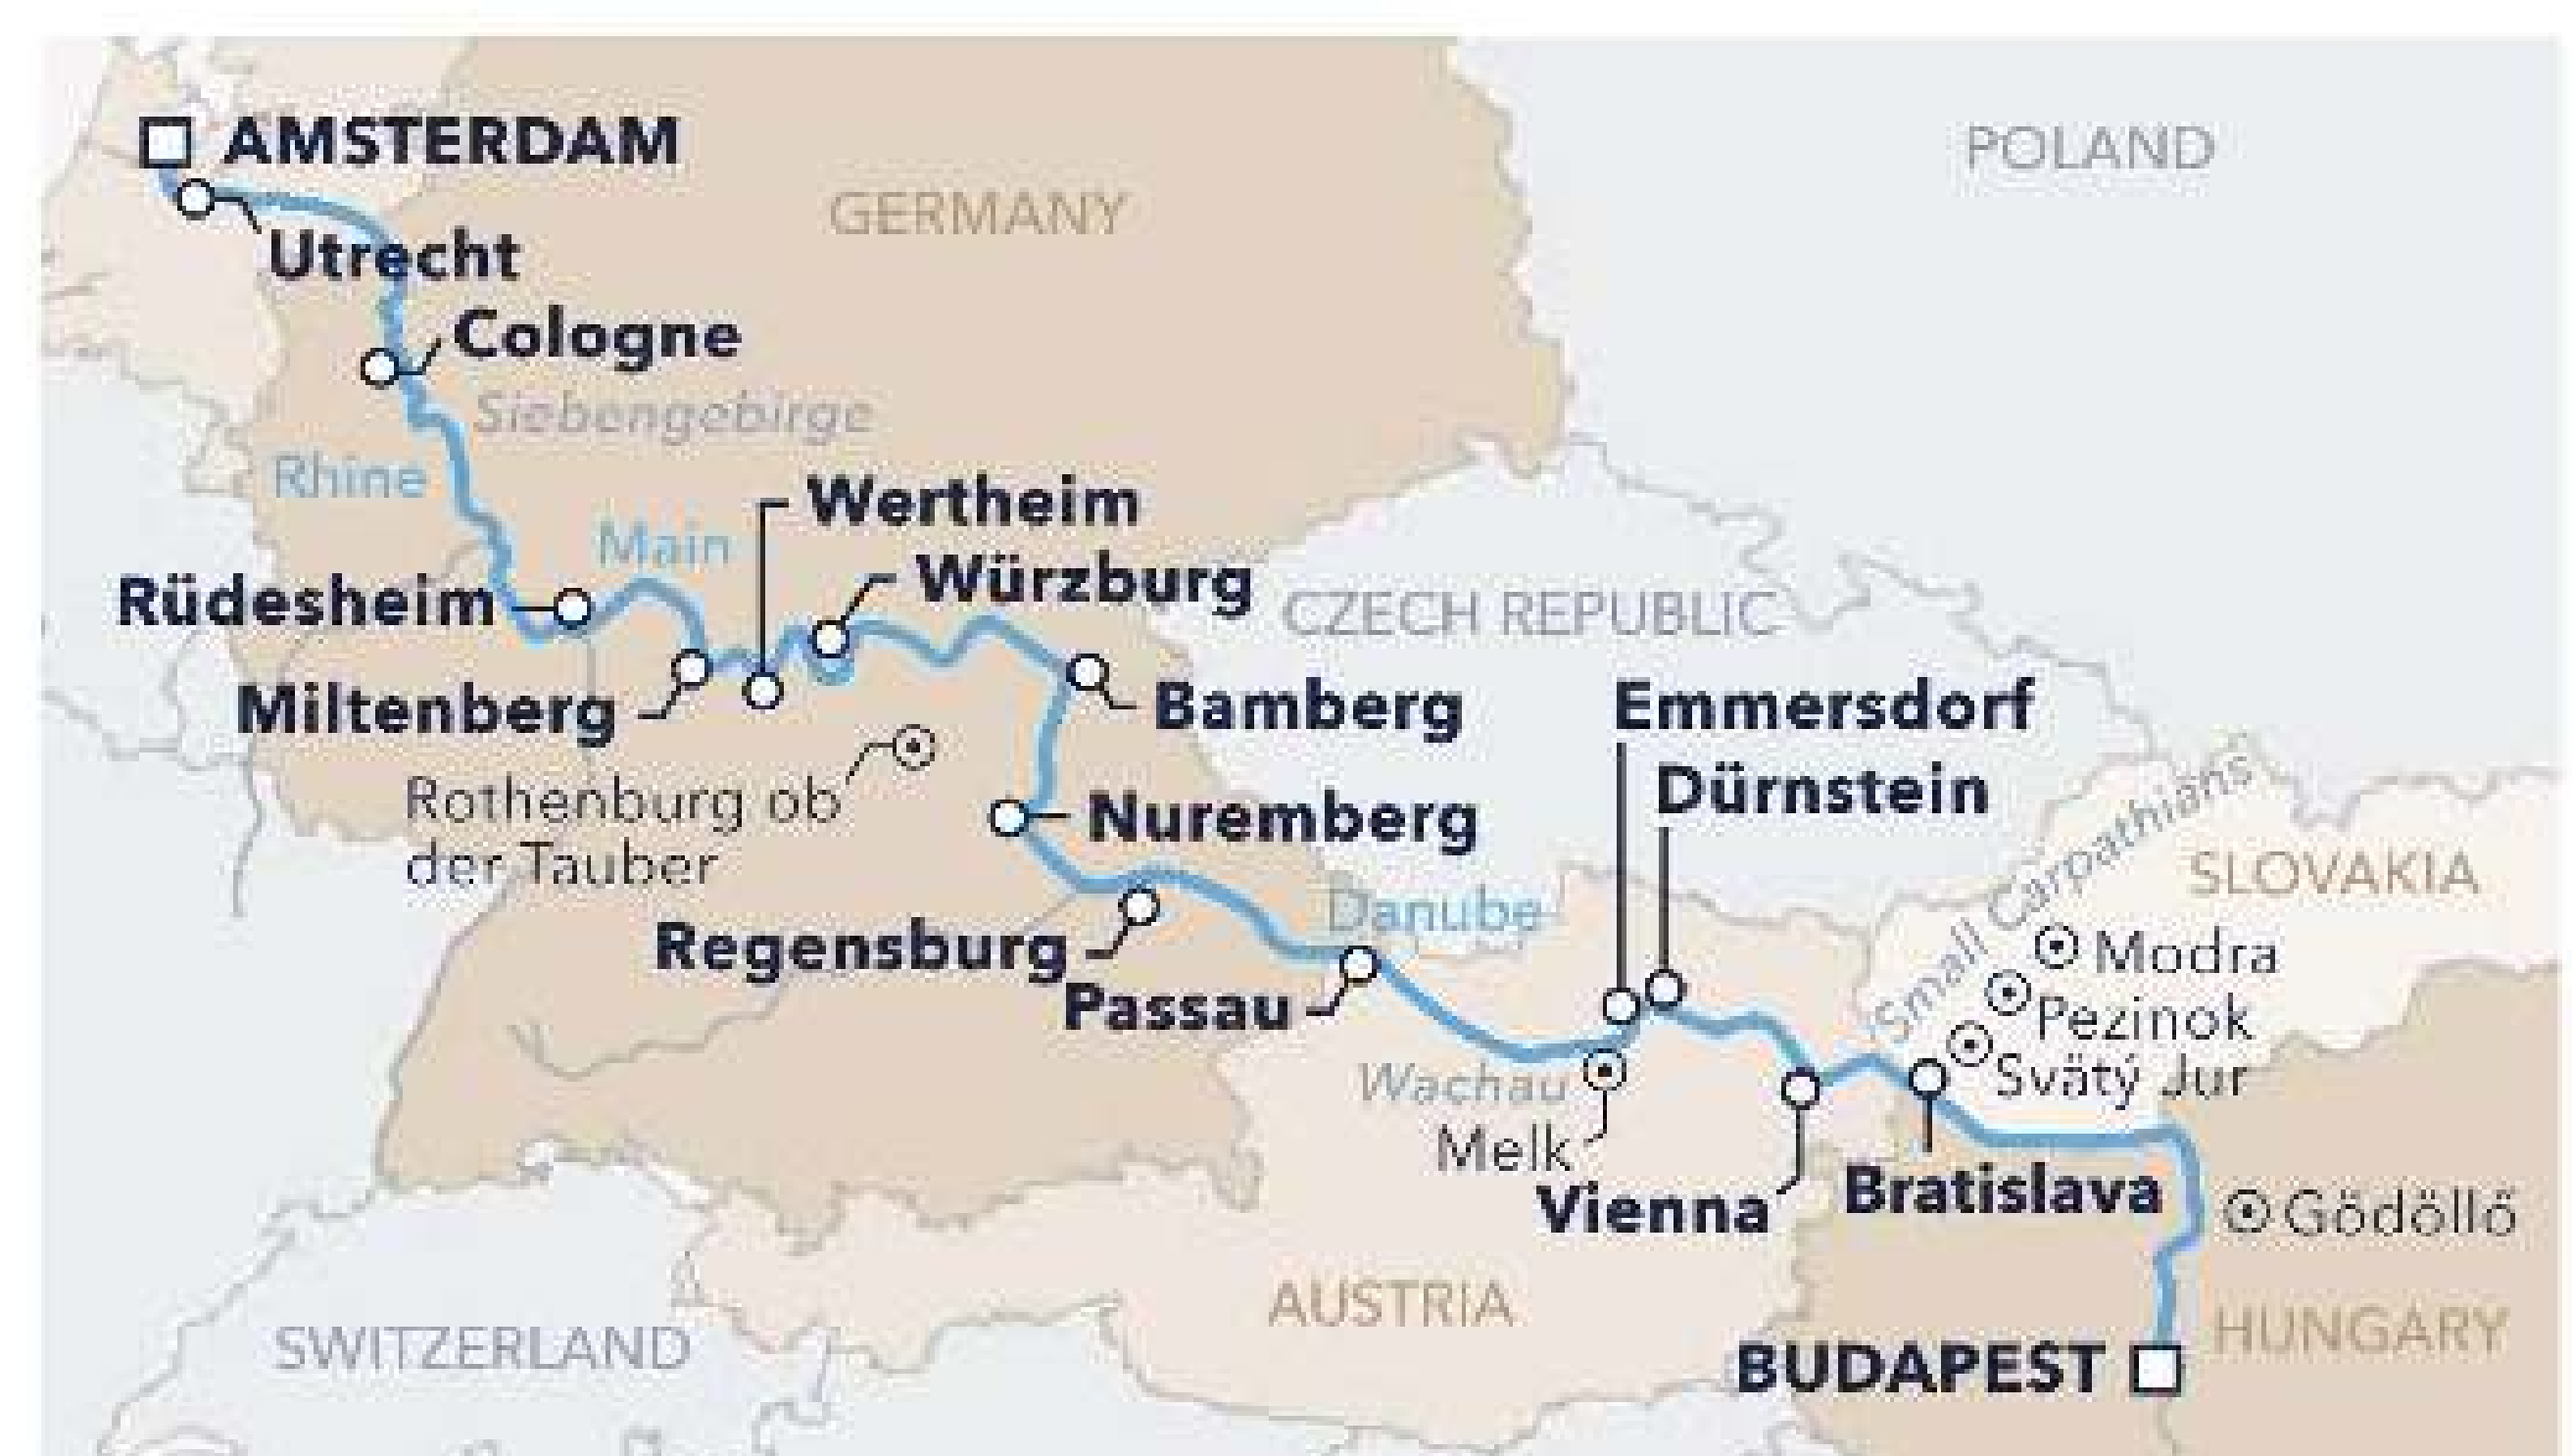 AMSTERDAM
POLAND
GERMANY
Utrecht
Cologne
Siebengebirge
Rhine
Wertheim
Main
Würzburg
Rüdesheim
CZECH REPUBLIC
Miltenberg
Bamberg
Emmersdorf
Dürnstein
Rothenburg ob
der Tauber
Nuremberg
Small Carpathians
SLOVAKIA
Danube
Regensburg
Modra
Passau
Pezinok
Wachau
Svätý Jur
Melk
Vienna
Bratislava
Gödöllő
AUSTRIA
SWITZERLAND
HUNGARY
BUDAPEST